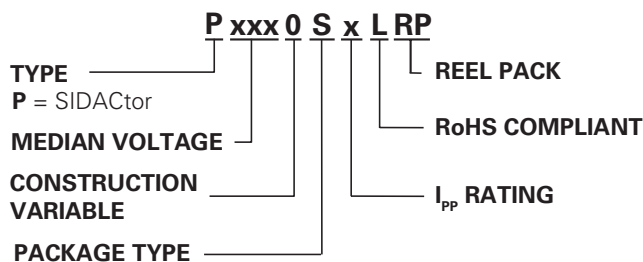 P xxx 0 S x L RP
TYPE
P = SIDACtor
MEDIAN VOLTAGE
CONSTRUCTION
VARIABLE
PACKAGE TYPE
REEL PACK
RoHS COMPLIANT
IPP RATING